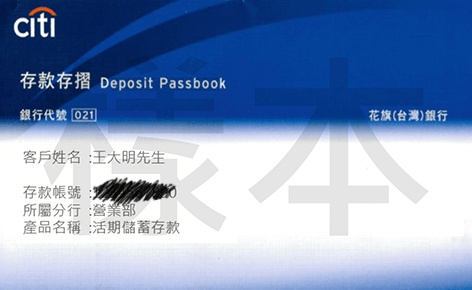 citi
存款存摺 Deposit Passbook
銀行代號 021 花旗(台灣)銀行
樣本
客戶姓名 :王大明先生
存款帳號 :
所屬分行 :營業部
產品名稱 :活期儲蓄存款